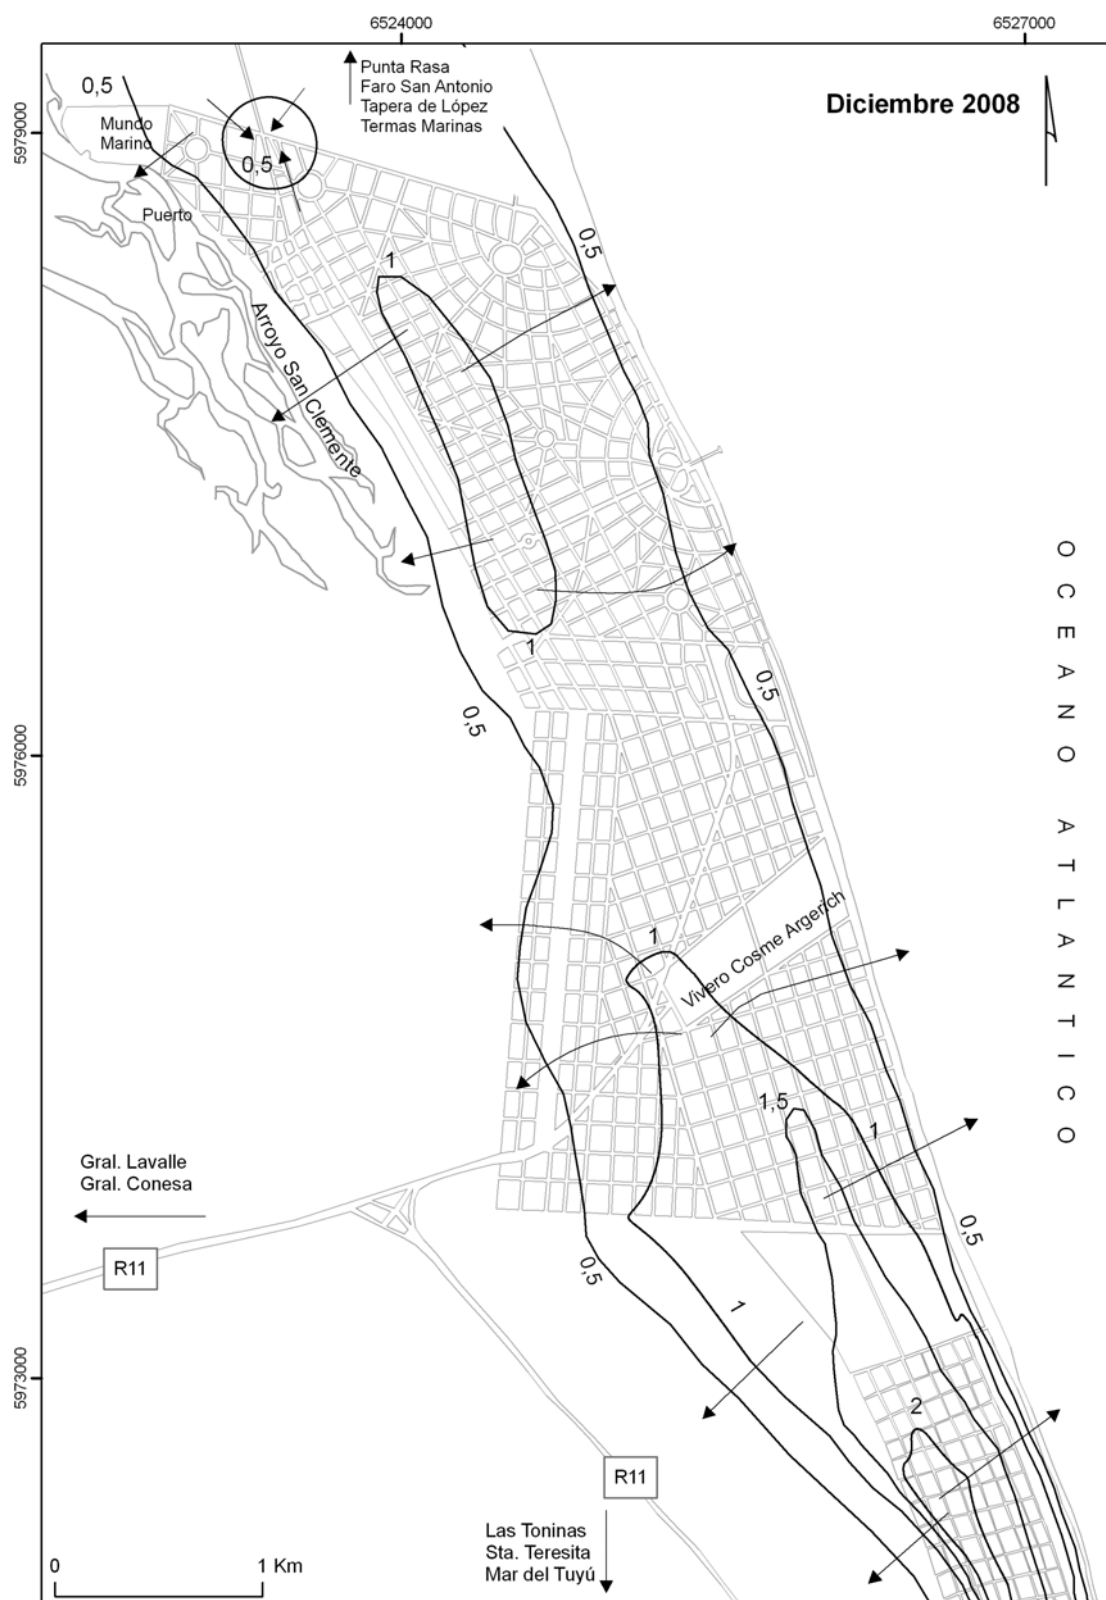 6524000
6527000
0,5
Punta Rasa
Faro San Antonio
Tapera de López
Termas Marinas
Diciembre 2008
5979000
Mundo
Marino
0,5
Puerto
0,5
1
Arroyo San Clemente
1
0,5
0,5
5976000
OCEANO ATLANTICO
1
Vivero Cosme Argerich
1,5
1
Gral. Lavalle
Gral. Conesa
0,5
R11
0,5
1
5973000
2
R11
Las Toninas
Sta. Teresita
Mar del Tuyú
0
1 Km